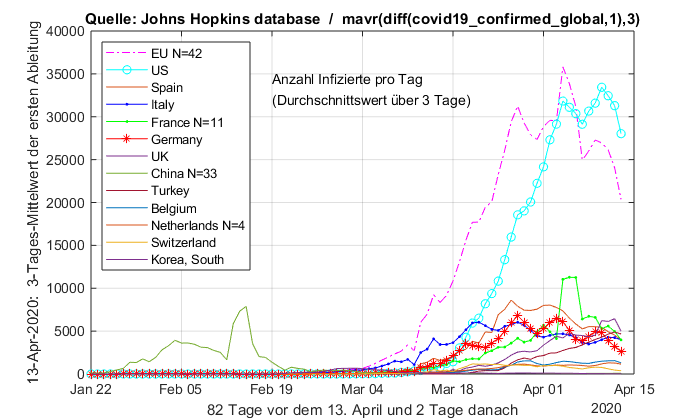 Quelle: Johns Hopkins database / mavr(diff(covid19_confirmed_global,1),3)
13-Apr-2020: 3-Tages-Mittelwert der ersten Ableitung
40000
35000
30000
25000
20000
15000
10000
5000
0
EU N=42
US
Spain
Italy
France N=11
Germany
UK
China N=33
Turkey
Belgium
Netherlands N=4
Switzerland
Korea, South
Anzahl Infizierte pro Tag
(Durchschnittswert über 3 Tage)
Jan 22
Feb 05
Feb 19
Mar 04
Mar 18
Apr 01
Apr 15
82 Tage vor dem 13. April und 2 Tage danach
2020